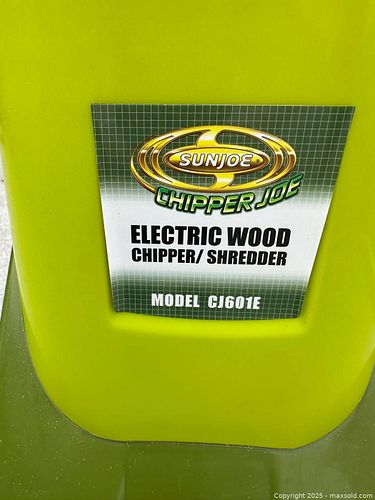 SUNJOE
CHIPPER JOE
ELECTRIC WOOD
CHIPPER/ SHREDDER
MODEL CJ601E
Copyright © 2025 - maxsold.com